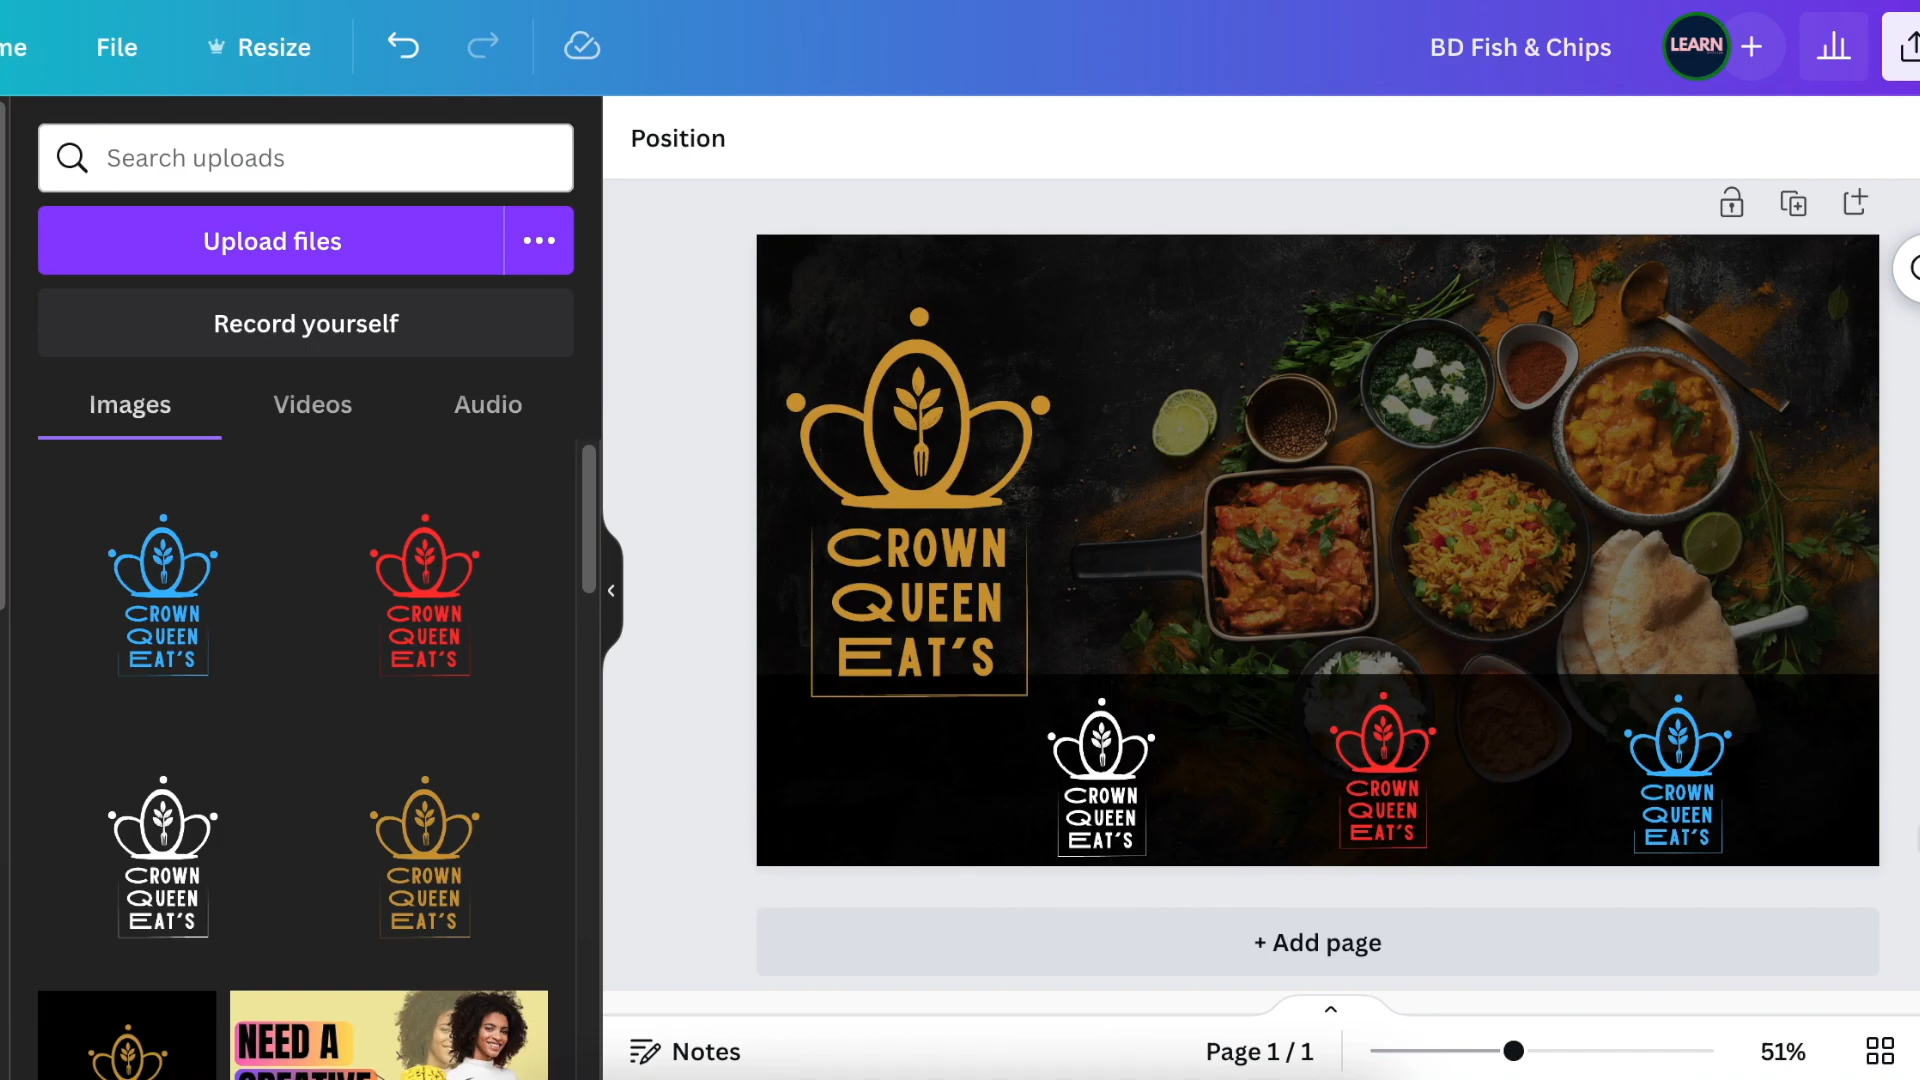 me
File
Resize
BD Fish & Chips
LEARN
Search uploads
Upload files
Record yourself
Images
Videos
Audio
Position
CROWN
QUEEN
EAT'S
CROWN
QUEEN
EAT'S
CROWN
QUEEN
EAT'S
CROWN
QUEEN
EAT'S
NEED A
CREATIVE
CROWN
QUEEN
EAT'S
CROWN
QUEEN
EAT'S
CROWN
QUEEN
EAT'S
CROWN
QUEEN
EAT'S
+ Add page
Notes
Page 1 / 1
51%